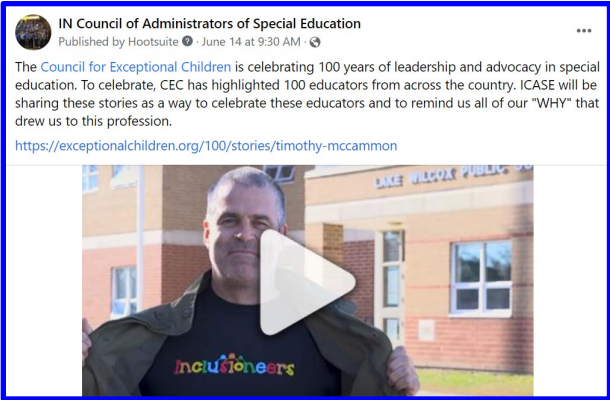 IN Council of Administrators of Special Education
Published by Hootsuite · June 14 at 9:30 AM ·
The Council for Exceptional Children is celebrating 100 years of leadership and advocacy in special
education. To celebrate, CEC has highlighted 100 educators from across the country. ICASE will be
sharing these stories as a way to celebrate these educators and to remind us all of our "WHY" that
drew us to this profession.
https://exceptionalchildren.org/100/stories/timothy-mccammon
LAKE WILCOX PUBLIC
Inclusioneers